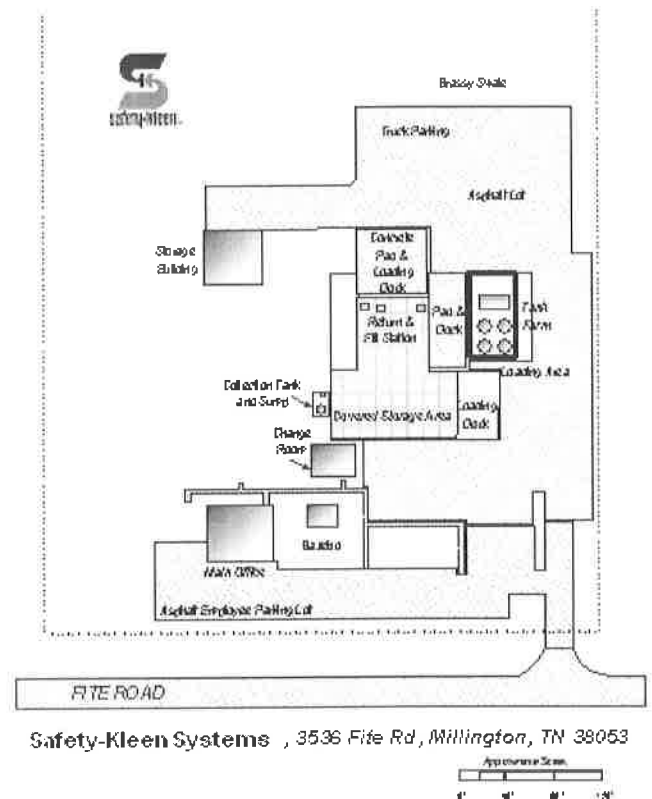 safety-kleen
Truck Parking
Asphalt Lot
Storage
Building
Concrete
Pad &
Loading
Dock
Return &
Fill Station
Pad &
Dock
Tank
Farm
Loading Area
Collection Tank
and Sump
Covered Storage Area
Loading
Dock
Change
Room
Main Office
Asphalt Employee Parking Lot
FITE ROAD
Safety-Kleen Systems , 3536 Fite Rd, Millington, TN 38053
Approximate Scale
0'